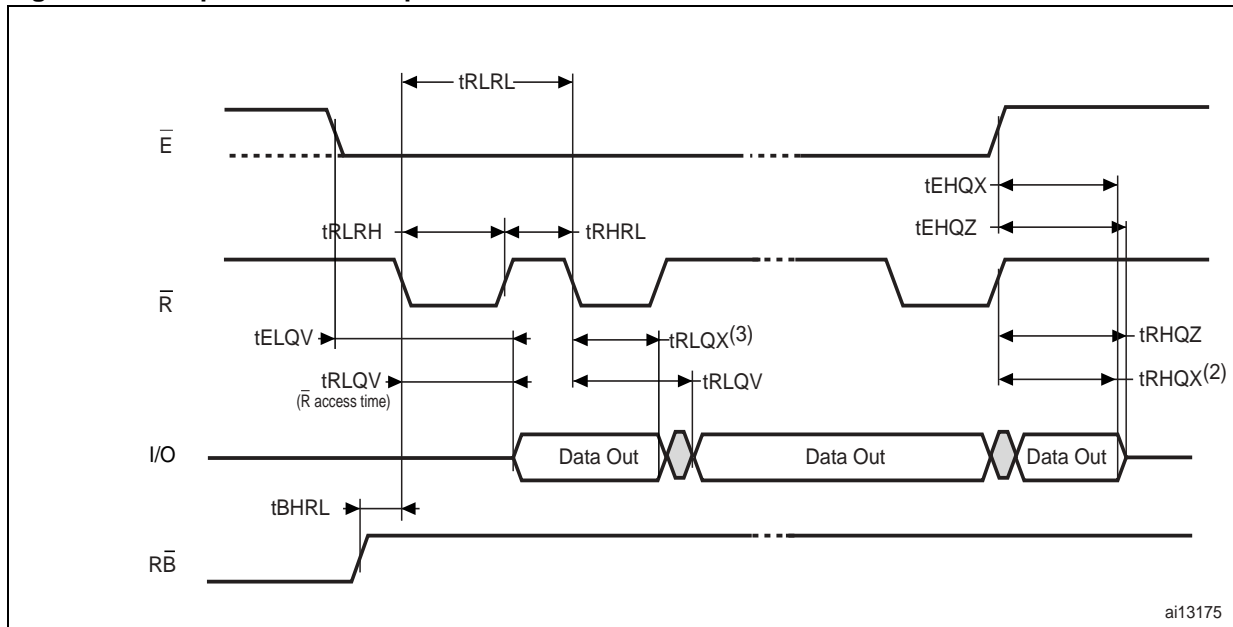 tRLRL
E̅
tEHQX
tEHQZ
tRLRH
tRHRL
R̅
tELQV
tRLQX(3)
tRHQZ
tRLQV
(R̅ access time)
tRLQV
tRHQX(2)
I/O
Data Out
Data Out
Data Out
tBHRL
RB̅
ai13175